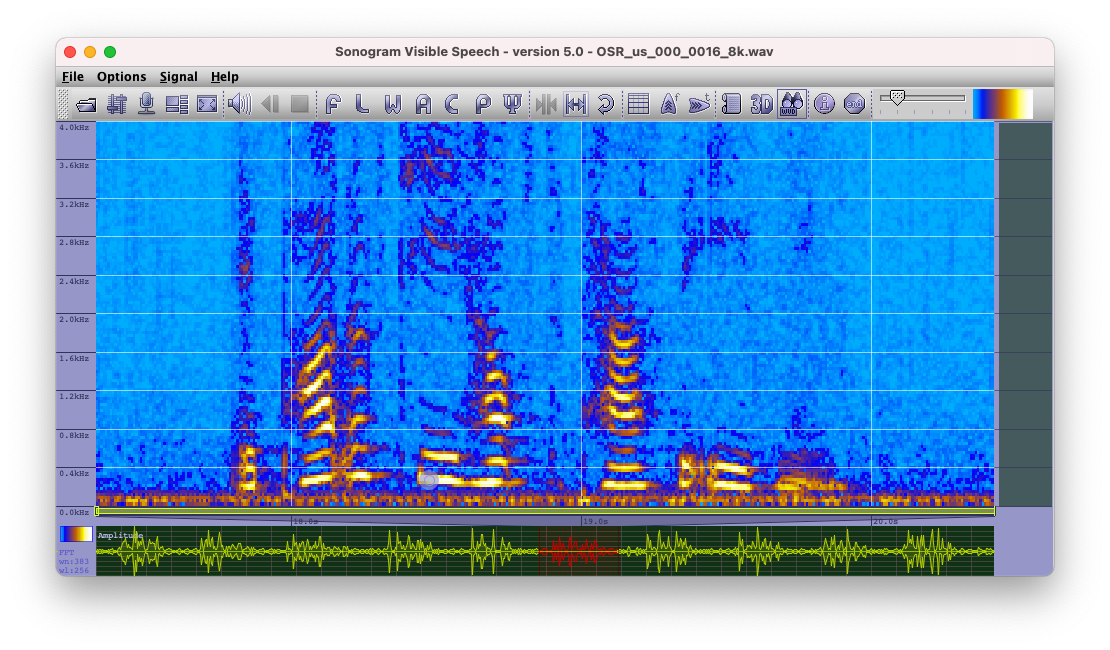 Sonogram Visible Speech - version 5.0 - OSR_us_000_0016_8k.wav
File Options Signal Help
F L W A C P Ψ 3D WVD i end
4.0kHz
3.6kHz
3.2kHz
2.8kHz
2.4kHz
2.0kHz
1.6kHz
1.2kHz
0.8kHz
0.4kHz
0.0kHz
18.0s 19.0s 20.0s
Amplitude
FFT
wn:383
wl:256